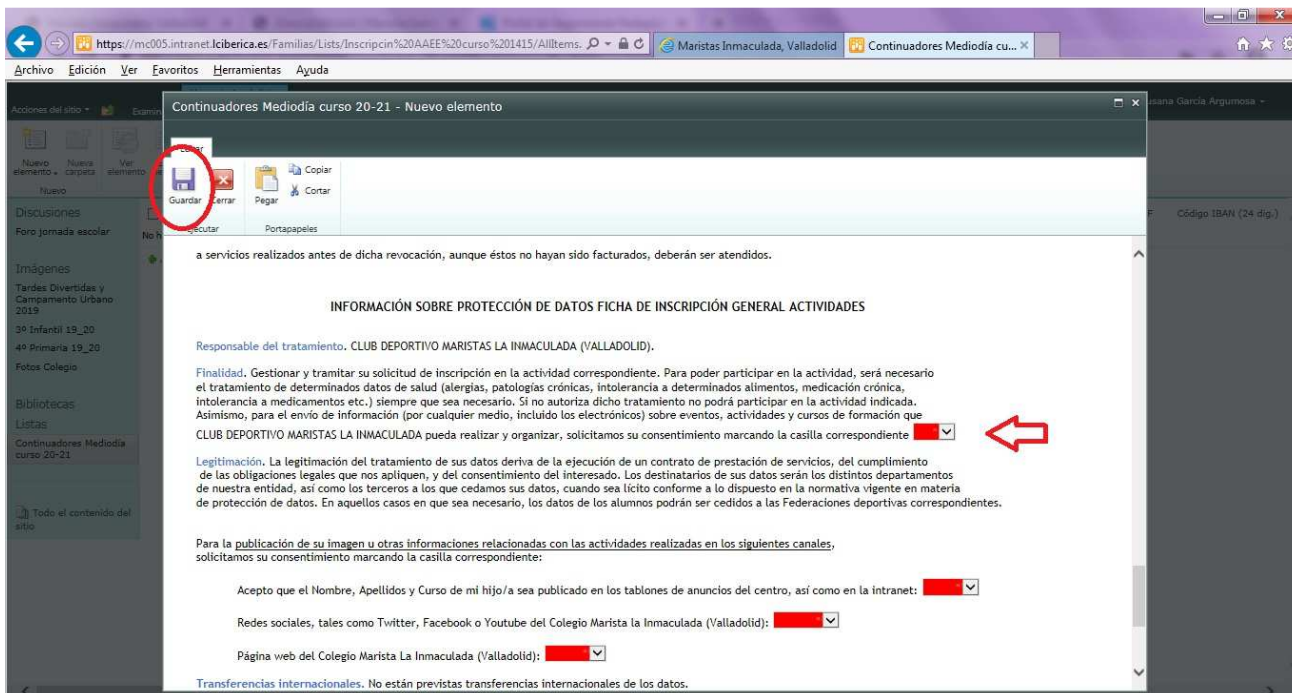 https://mc005.intranet.lciberica.es/Familias/Lists/Inscripcin%20AAEE%20curso%201415/AllItems.
Maristas Inmaculada, Valladolid
Continuadores Mediodía cu...
Archivo Edición Ver Favoritos Herramientas Ayuda
Acciones del sitio
Examin
Continuadores Mediodía curso 20-21 - Nuevo elemento
usana García Argumosa
Nuevo elemento
Nueva carpeta
Ver elemento
Nuevo
Guardar
Cerrar
Pegar
Copiar
Cortar
Ejecutar
Portapapeles
Discusiones
Foro jornada escolar
No h
F
Código IBAN (24 dig.)
Imágenes
Tardes Divertidas y
Campamento Urbano
2019
3º Infantil 19_20
4º Primaria 19_20
Fotos Colegio
Bibliotecas
Listas
Continuadores Mediodía
curso 20-21
Todo el contenido del
sitio
a servicios realizados antes de dicha revocación, aunque éstos no hayan sido facturados, deberán ser atendidos.
INFORMACIÓN SOBRE PROTECCIÓN DE DATOS FICHA DE INSCRIPCIÓN GENERAL ACTIVIDADES
Responsable del tratamiento. CLUB DEPORTIVO MARISTAS LA INMACULADA (VALLADOLID).
Finalidad. Gestionar y tramitar su solicitud de inscripción en la actividad correspondiente. Para poder participar en la actividad, será necesario
el tratamiento de determinados datos de salud (alergias, patologías crónicas, intolerancia a determinados alimentos, medicación crónica,
intolerancia a medicamentos etc.) siempre que sea necesario. Si no autoriza dicho tratamiento no podrá participar en la actividad indicada.
Asimismo, para el envío de información (por cualquier medio, incluido los electrónicos) sobre eventos, actividades y cursos de formación que
CLUB DEPORTIVO MARISTAS LA INMACULADA pueda realizar y organizar, solicitamos su consentimiento marcando la casilla correspondiente
Legitimación. La legitimación del tratamiento de sus datos deriva de la ejecución de un contrato de prestación de servicios, del cumplimiento
de las obligaciones legales que nos apliquen, y del consentimiento del interesado. Los destinatarios de sus datos serán los distintos departamentos
de nuestra entidad, así como los terceros a los que cedamos sus datos, cuando sea lícito conforme a lo dispuesto en la normativa vigente en materia
de protección de datos. En aquellos casos en que sea necesario, los datos de los alumnos podrán ser cedidos a las Federaciones deportivas correspondientes.
Para la publicación de su imagen u otras informaciones relacionadas con las actividades realizadas en los siguientes canales,
solicitamos su consentimiento marcando la casilla correspondiente:
Acepto que el Nombre, Apellidos y Curso de mi hijo/a sea publicado en los tablones de anuncios del centro, así como en la intranet:
Redes sociales, tales como Twitter, Facebook o Youtube del Colegio Marista la Inmaculada (Valladolid):
Página web del Colegio Marista La Inmaculada (Valladolid):
Transferencias internacionales. No están previstas transferencias internacionales de los datos.